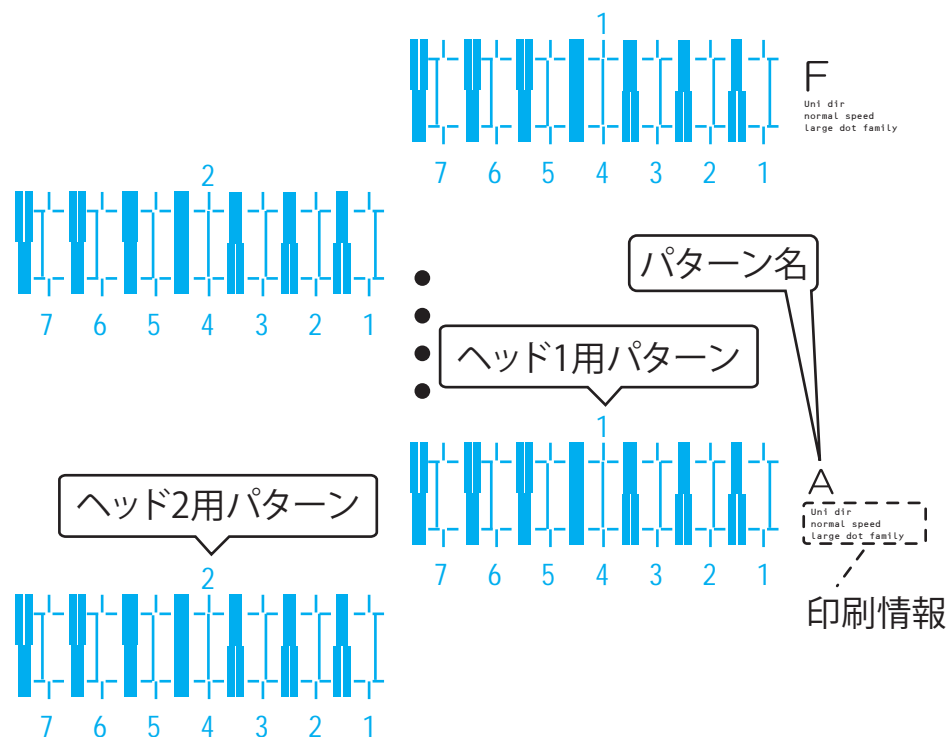 1
F
Uni dir
normal speed
large dot family
7 6 5 4 3 2 1
2
7 6 5 4 3 2 1
パターン名
ヘッド1用パターン
1
A
Uni dir
normal speed
large dot family
7 6 5 4 3 2 1
印刷情報
ヘッド2用パターン
2
7 6 5 4 3 2 1